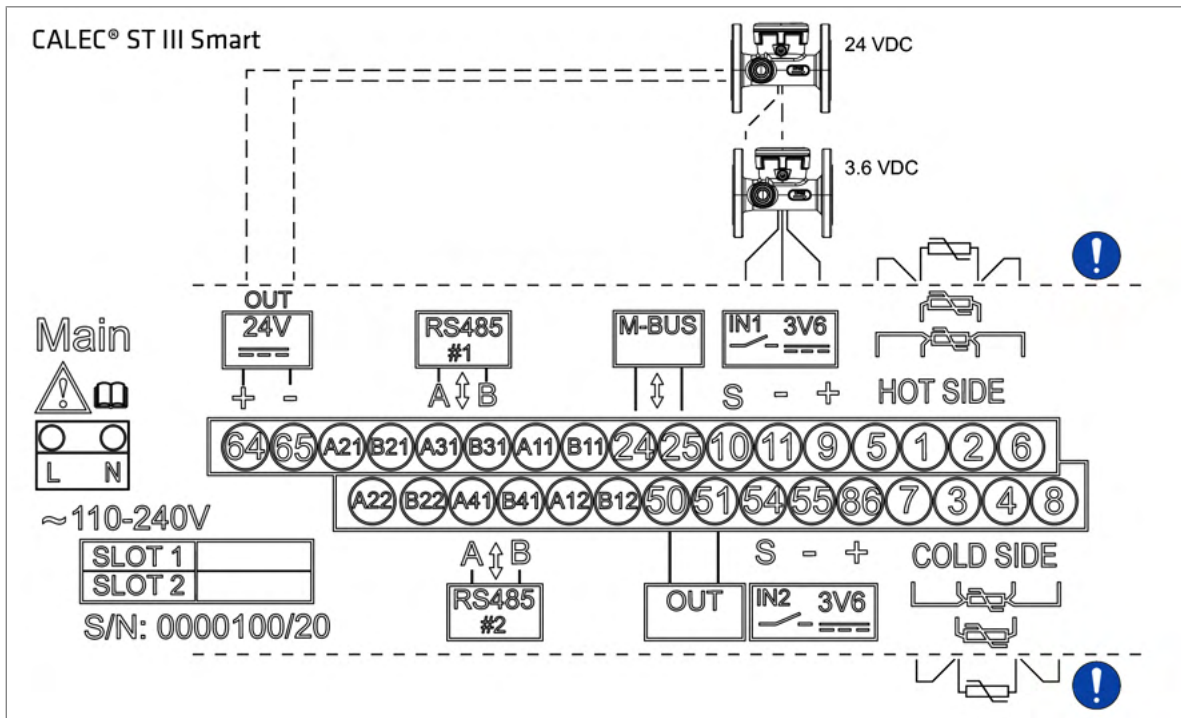 CALEC® ST III Smart
24 VDC
3.6 VDC
OUT
24V
RS485
#1
M-BUS
IN1 3V6
Main
+ -
A B
S - +
HOT SIDE
L N
64 65 A21 B21 A31 B31 A11 B11 24 25 10 11 9 5 1 2 6
A22 B22 A41 B41 A12 B12 50 51 54 55 86 7 3 4 8
~110-240V
SLOT 1
SLOT 2
A B
S - +
COLD SIDE
RS485
#2
OUT
IN2 3V6
S/N: 0000100/20